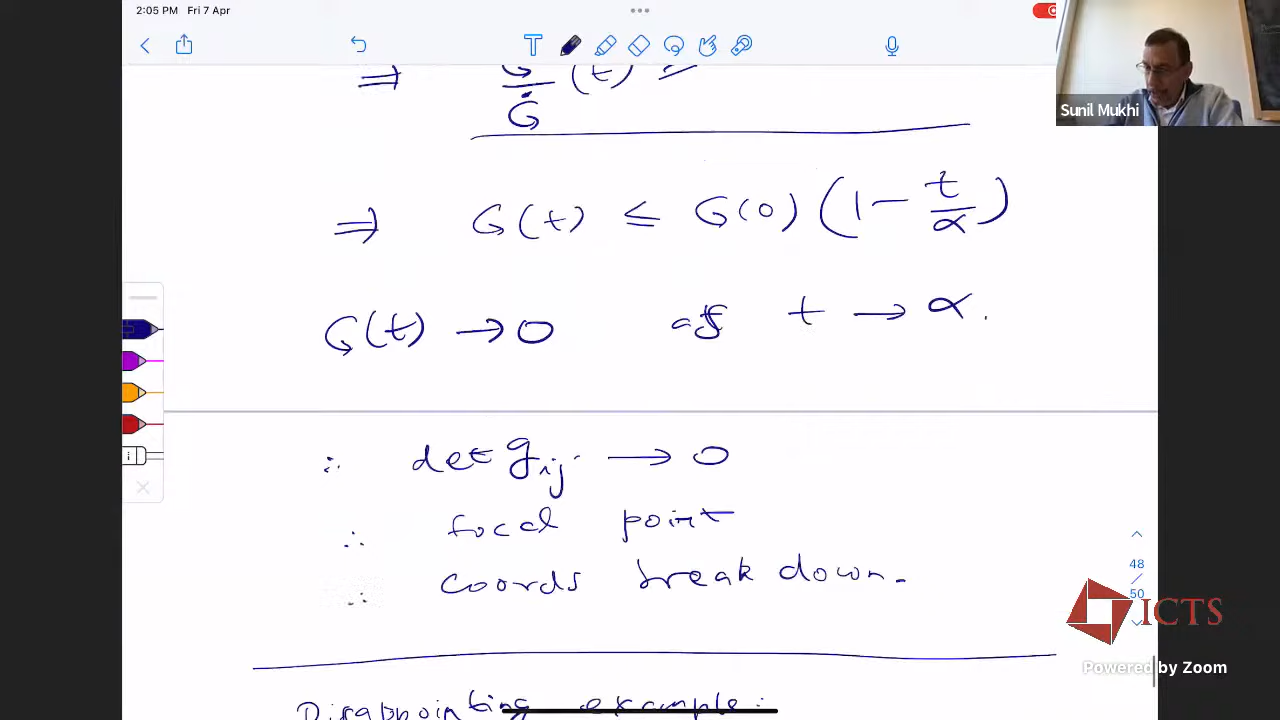 2:05 PM Fri 7 Apr
Sunil Mukhi
⇒ G/Ġ (t) ≥
⇒ G(t) ≤ G(0) (1 - t/α)
G(t) → 0 as t → α.
∴ det g_ij → 0
∴ focal point
∴ coords break down.
48
/
50
ICTS
Powered by Zoom
Disappointing example: